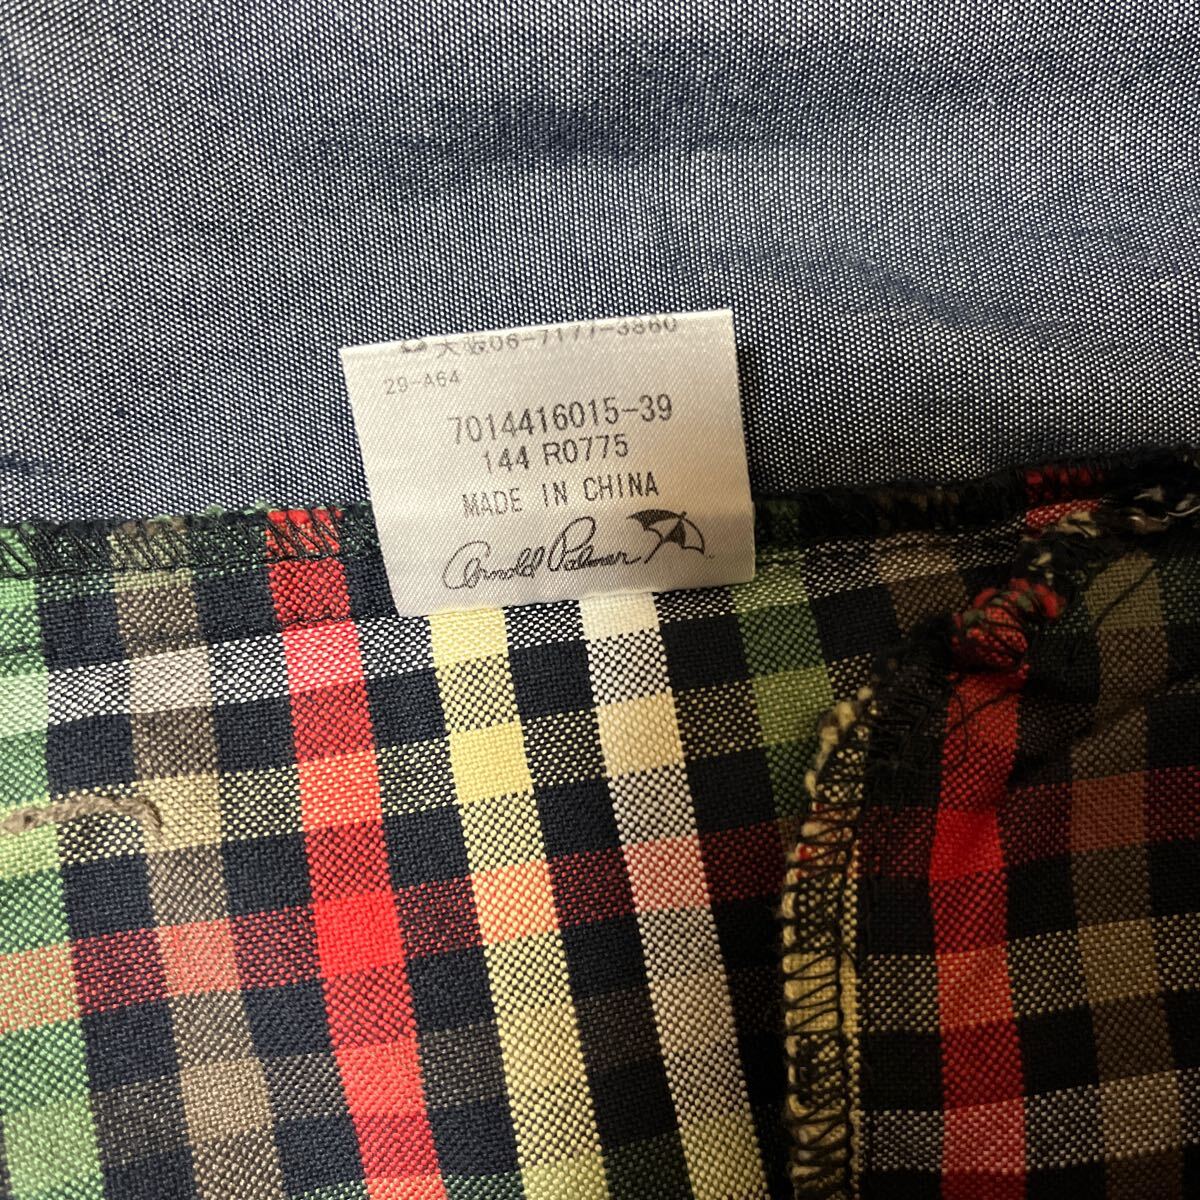 大阪06-7177-3860
29-A64
7014416015-39
144 R0775
MADE IN CHINA
Arnold Palmer